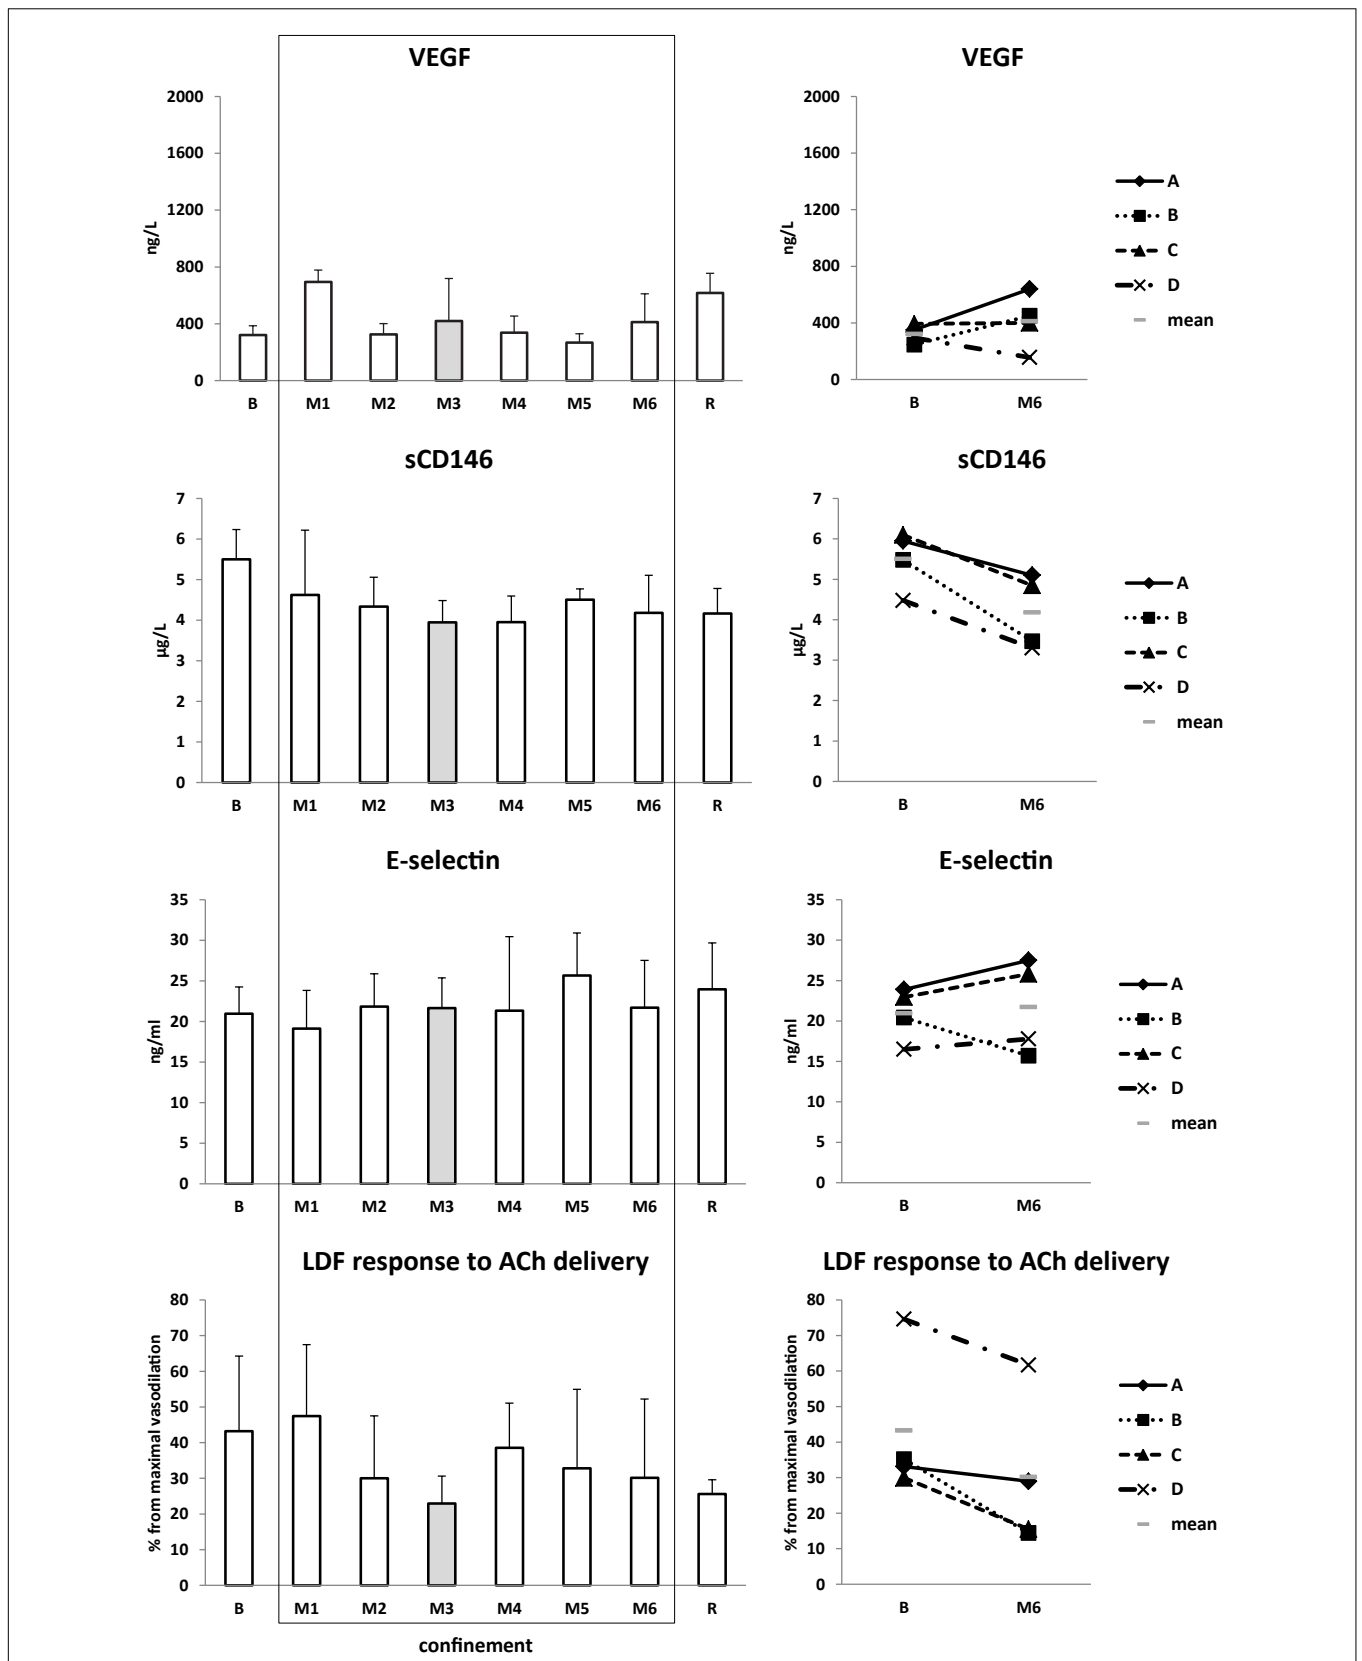 VEGF
2000
1600
1200
800
400
0
ng/L
B M1 M2 M3 M4 M5 M6 R
VEGF
2000
1600
1200
800
400
0
ng/L
B M6
A
B
C
D
mean
sCD146
7
6
5
4
3
2
1
0
µg/L
B M1 M2 M3 M4 M5 M6 R
sCD146
7
6
5
4
3
2
1
0
µg/L
B M6
A
B
C
D
mean
E-selectin
35
30
25
20
15
10
5
0
ng/ml
B M1 M2 M3 M4 M5 M6 R
E-selectin
35
30
25
20
15
10
5
0
ng/ml
B M6
A
B
C
D
mean
LDF response to ACh delivery
80
70
60
50
40
30
20
10
0
% from maximal vasodilation
B M1 M2 M3 M4 M5 M6 R
confinement
LDF response to ACh delivery
80
70
60
50
40
30
20
10
0
% from maximal vasodilation
B M6
A
B
C
D
mean